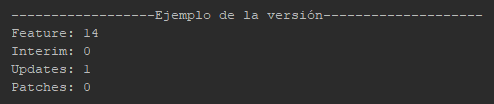 ------------------Ejemplo de la versión--------------------
Feature: 14
Interim: 0
Updates: 1
Patches: 0